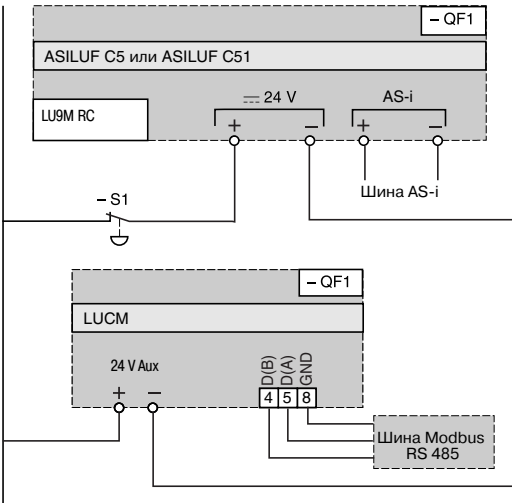 – QF1
ASILUF C5 или ASILUF C51
LU9M RC
24 V
AS-i
+ – + –
Шина AS-i
– S1
– QF1
LUCM
24 V Aux
+ –
D(B) D(A) GND
4 5 8
Шина Modbus
RS 485